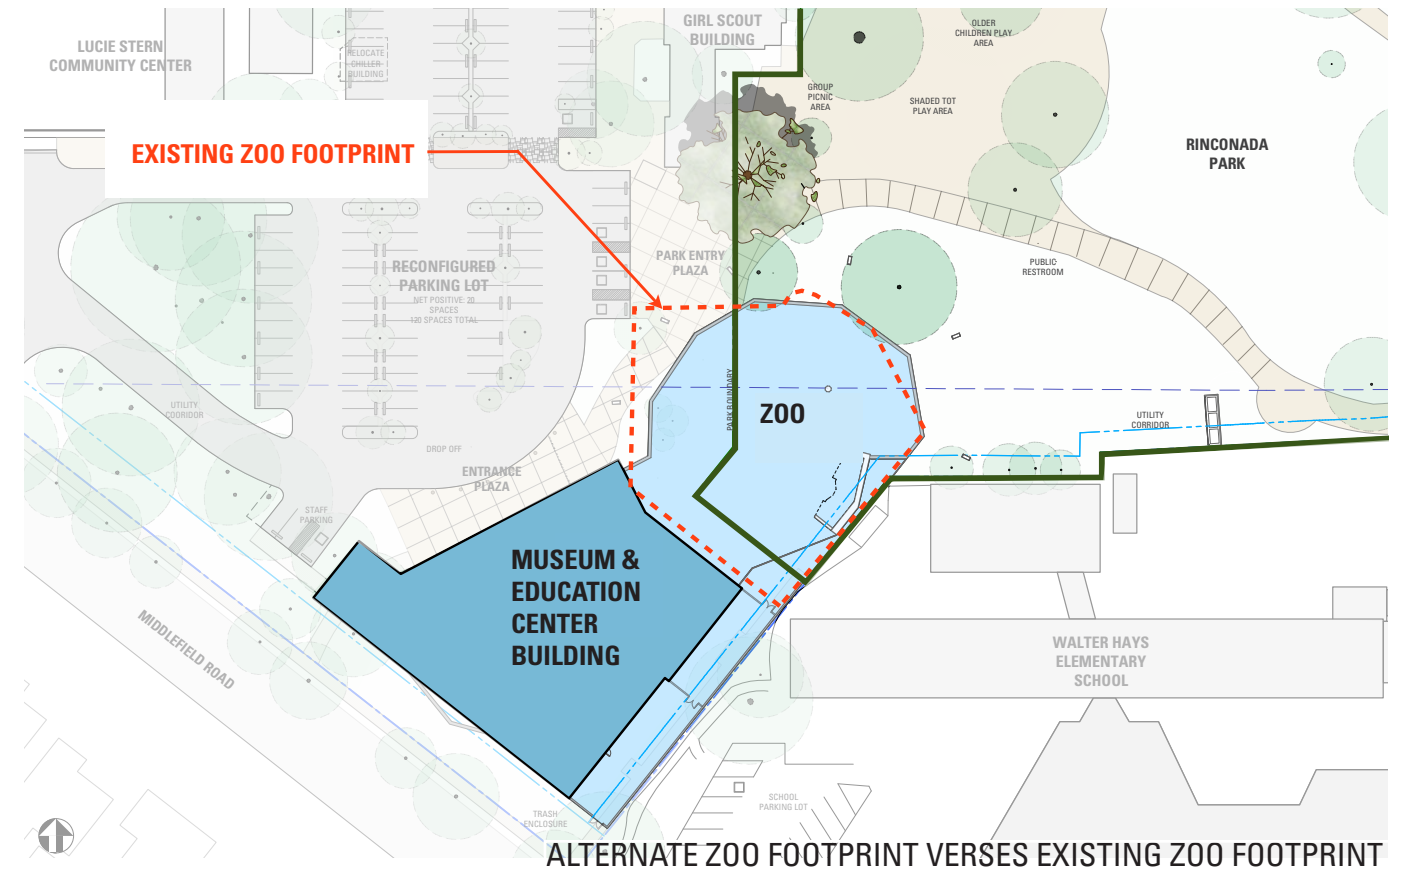 LUCIE STERN
COMMUNITY CENTER
RELOCATE
CHILLER
BUILDING
GIRL SCOUT
BUILDING
OLDER
CHILDREN PLAY
AREA
GROUP
PICNIC
AREA
SHADED TOT
PLAY AREA
RINCONADA
PARK
EXISTING ZOO FOOTPRINT
PARK ENTRY
PLAZA
PUBLIC
RESTROOM
RECONFIGURED
PARKING LOT
NET POSITIVE: 20
SPACES
120 SPACES TOTAL
PARK BOUNDARY
ZOO
UTILITY
CORRIDOR
UTILITY
CORRIDOR
DROP OFF
ENTRANCE
PLAZA
STAFF
PARKING
MUSEUM &
EDUCATION
CENTER
BUILDING
MIDDLEFIELD ROAD
WALTER HAYS
ELEMENTARY
SCHOOL
SCHOOL
PARKING LOT
TRASH
ENCLOSURE
ALTERNATE ZOO FOOTPRINT VERSES EXISTING ZOO FOOTPRINT